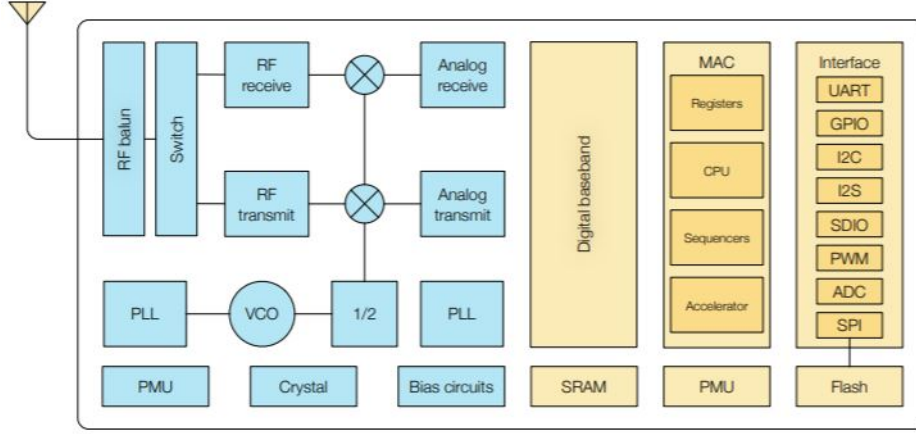 RF balun
Switch
RF
receive
Analog
receive
RF
transmit
Analog
transmit
PLL
VCO
1/2
PLL
PMU
Crystal
Bias circuits
Digital baseband
SRAM
MAC
Registers
CPU
Sequencers
Accelerator
PMU
Interface
UART
GPIO
I2C
I2S
SDIO
PWM
ADC
SPI
Flash